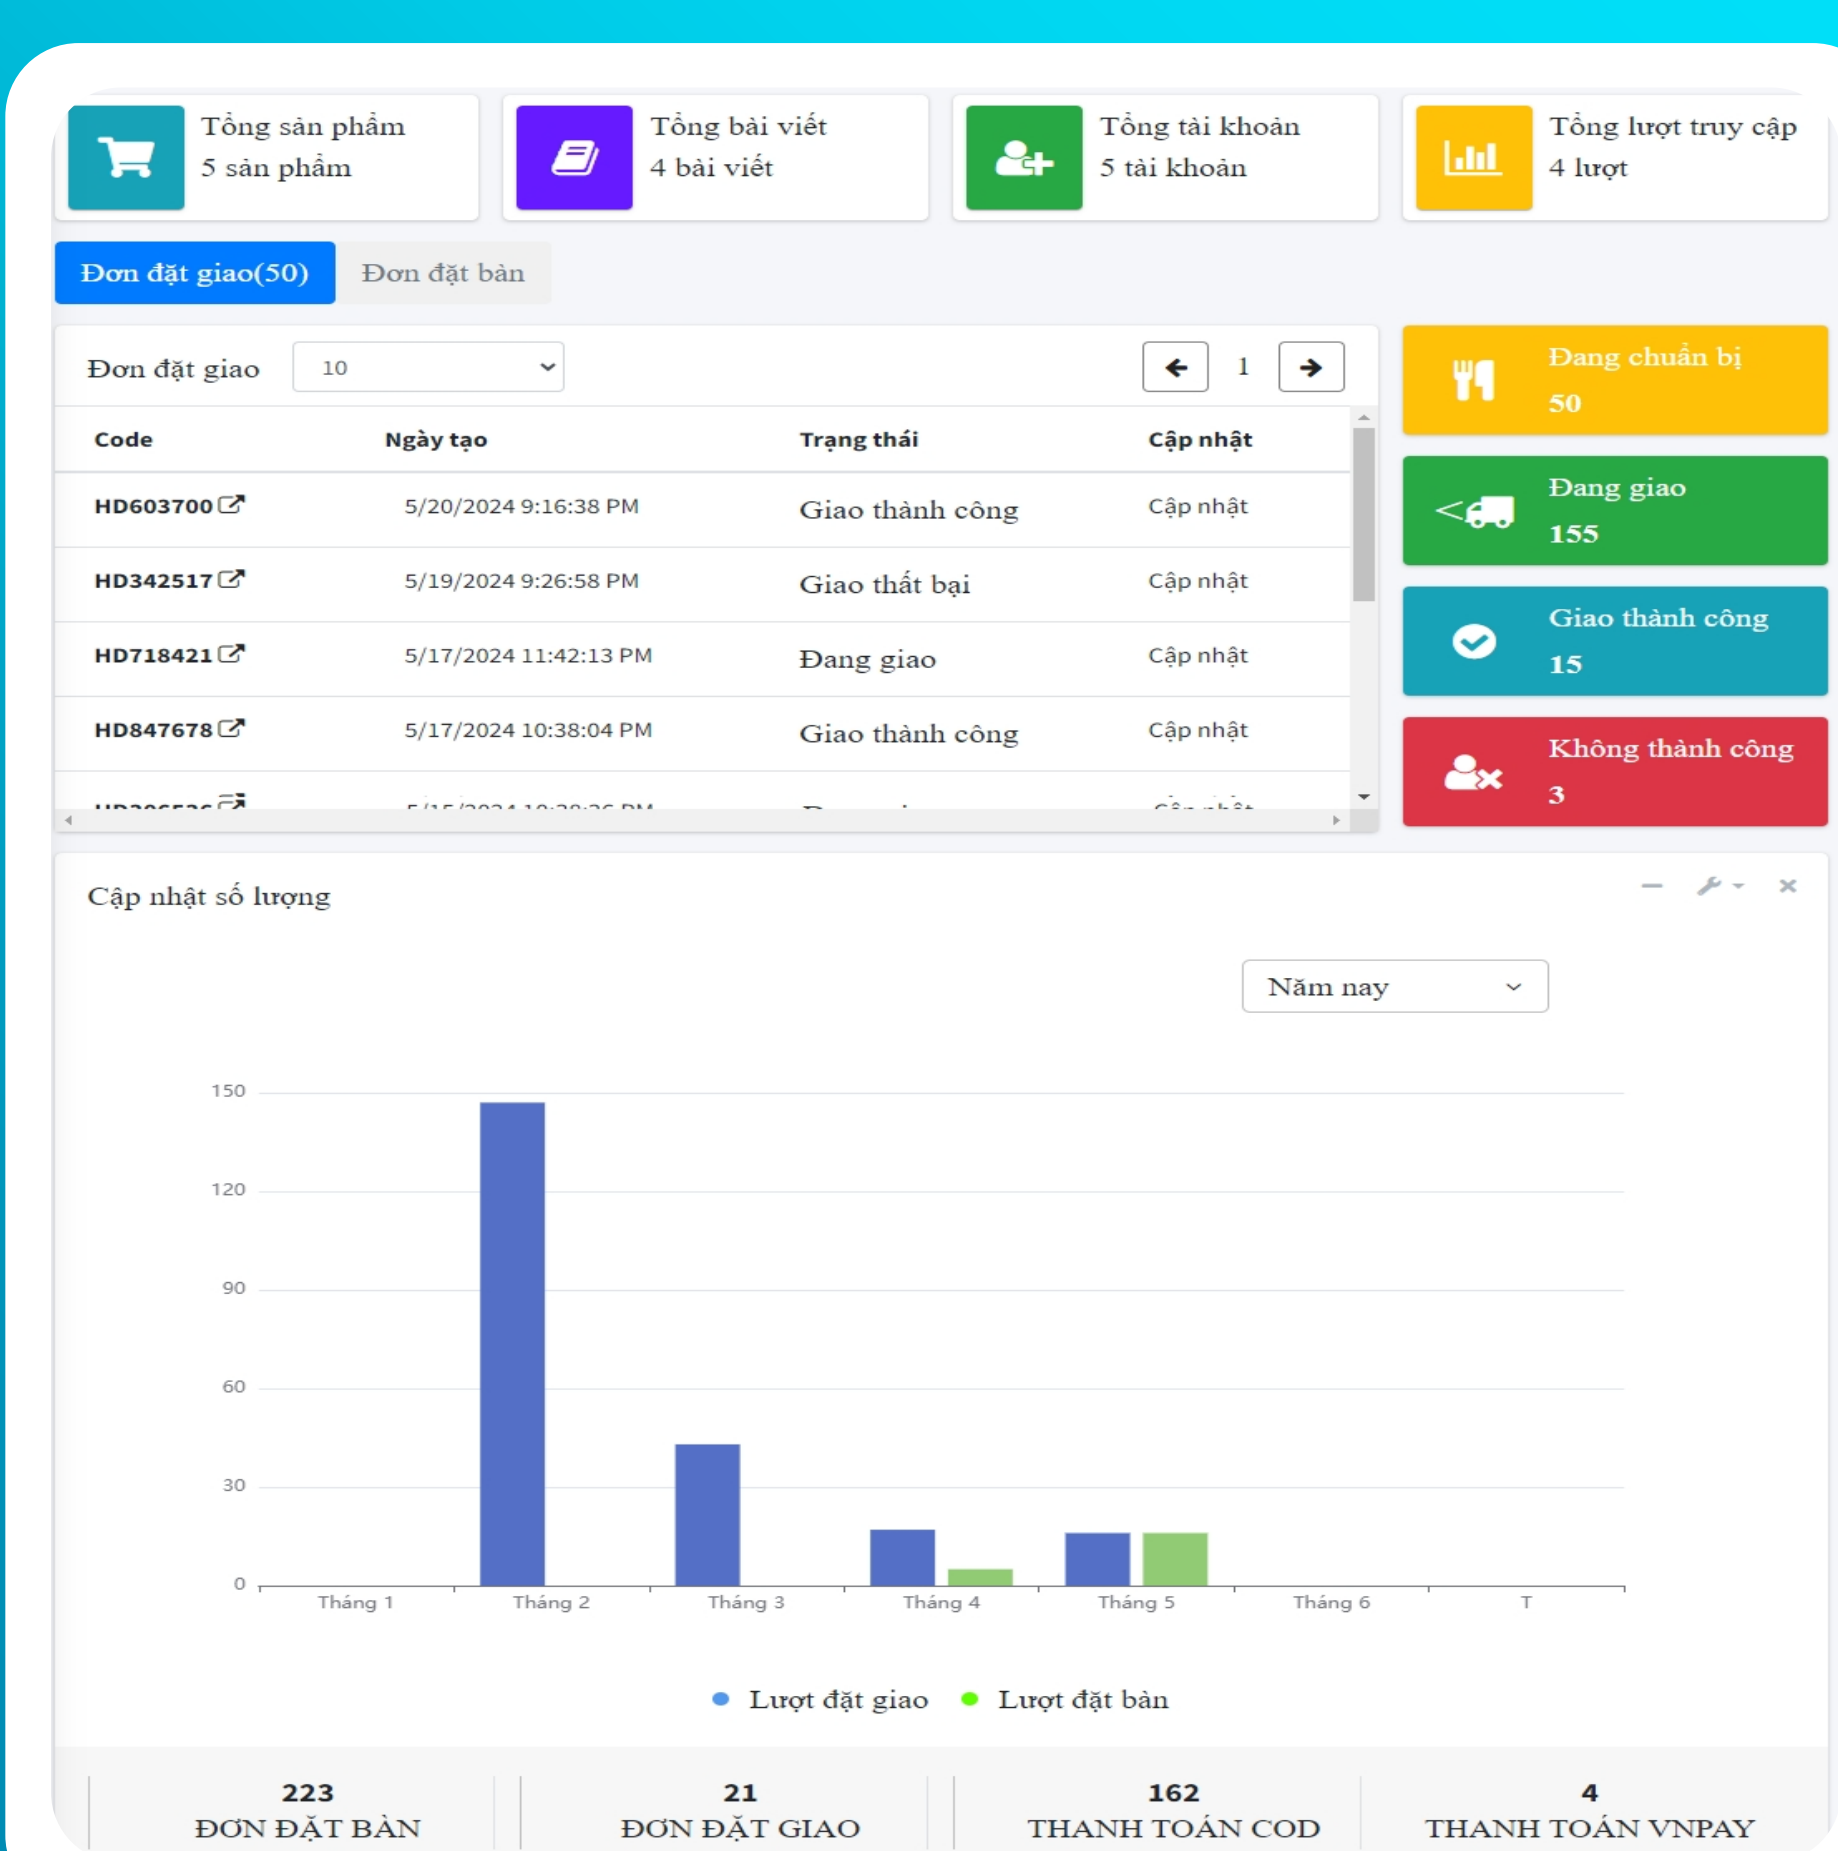 Tổng sản phẩm
5 sản phẩm
Tổng bài viết
4 bài viết
Tổng tài khoản
5 tài khoản
Tổng lượt truy cập
4 lượt
Đơn đặt giao(50)
Đơn đặt bàn
Đơn đặt giao 10 1
Code Ngày tạo Trạng thái Cập nhật
HD603700 5/20/2024 9:16:38 PM Giao thành công Cập nhật
HD342517 5/19/2024 9:26:58 PM Giao thất bại Cập nhật
HD718421 5/17/2024 11:42:13 PM Đang giao Cập nhật
HD847678 5/17/2024 10:38:04 PM Giao thành công Cập nhật
Đang chuẩn bị
50
Đang giao
155
Giao thành công
15
Không thành công
3
Cập nhật số lượng
Năm nay
150
120
90
60
30
0
Tháng 1 Tháng 2 Tháng 3 Tháng 4 Tháng 5 Tháng 6 T
Lượt đặt giao Lượt đặt bàn
223
ĐƠN ĐẶT BÀN
21
ĐƠN ĐẶT GIAO
162
THANH TOÁN COD
4
THANH TOÁN VNPAY